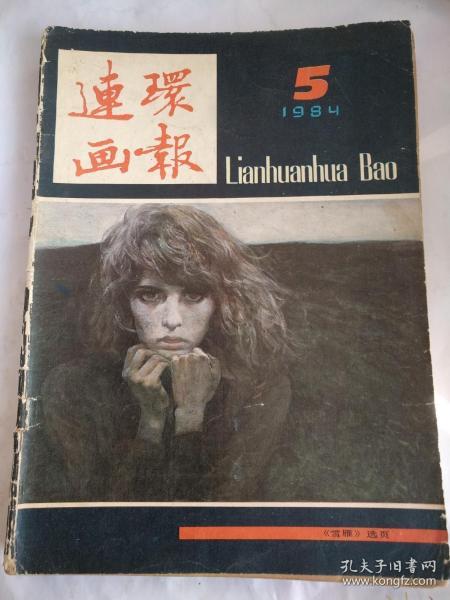 連環
画報
5
1984
Lianhuanhua Bao
《雪雁》选页
孔夫子旧书网
www.kongfz.com